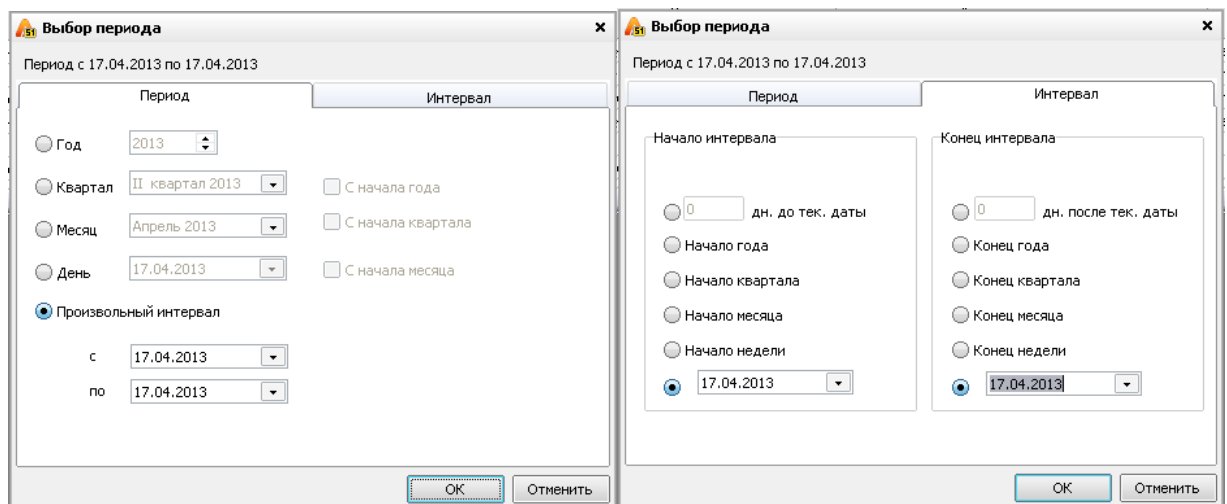 Выбор периода
Период с 17.04.2013 по 17.04.2013
Период
Интервал
Год 2013
Квартал II квартал 2013 С начала года
Месяц Апрель 2013 С начала квартала
День 17.04.2013 С начала месяца
Произвольный интервал
с 17.04.2013
по 17.04.2013
OK Отменить
Выбор периода
Период с 17.04.2013 по 17.04.2013
Период
Интервал
Начало интервала
0 дн. до тек. даты
Начало года
Начало квартала
Начало месяца
Начало недели
17.04.2013
Конец интервала
0 дн. после тек. даты
Конец года
Конец квартала
Конец месяца
Конец недели
17.04.2013
OK Отменить